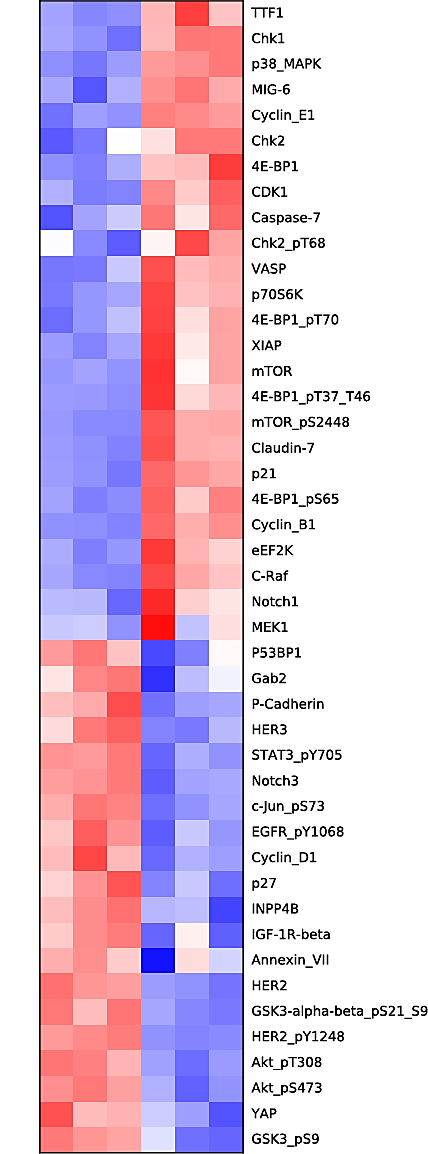 TTF1
Chk1
p38_MAPK
MIG-6
Cyclin_E1
Chk2
4E-BP1
CDK1
Caspase-7
Chk2_pT68
VASP
p70S6K
4E-BP1_pT70
XIAP
mTOR
4E-BP1_pT37_T46
mTOR_pS2448
Claudin-7
p21
4E-BP1_pS65
Cyclin_B1
eEF2K
C-Raf
Notch1
MEK1
P53BP1
Gab2
P-Cadherin
HER3
STAT3_pY705
Notch3
c-Jun_pS73
EGFR_pY1068
Cyclin_D1
p27
INPP4B
IGF-1R-beta
Annexin_VII
HER2
GSK3-alpha-beta_pS21_S9
HER2_pY1248
Akt_pT308
Akt_pS473
YAP
GSK3_pS9